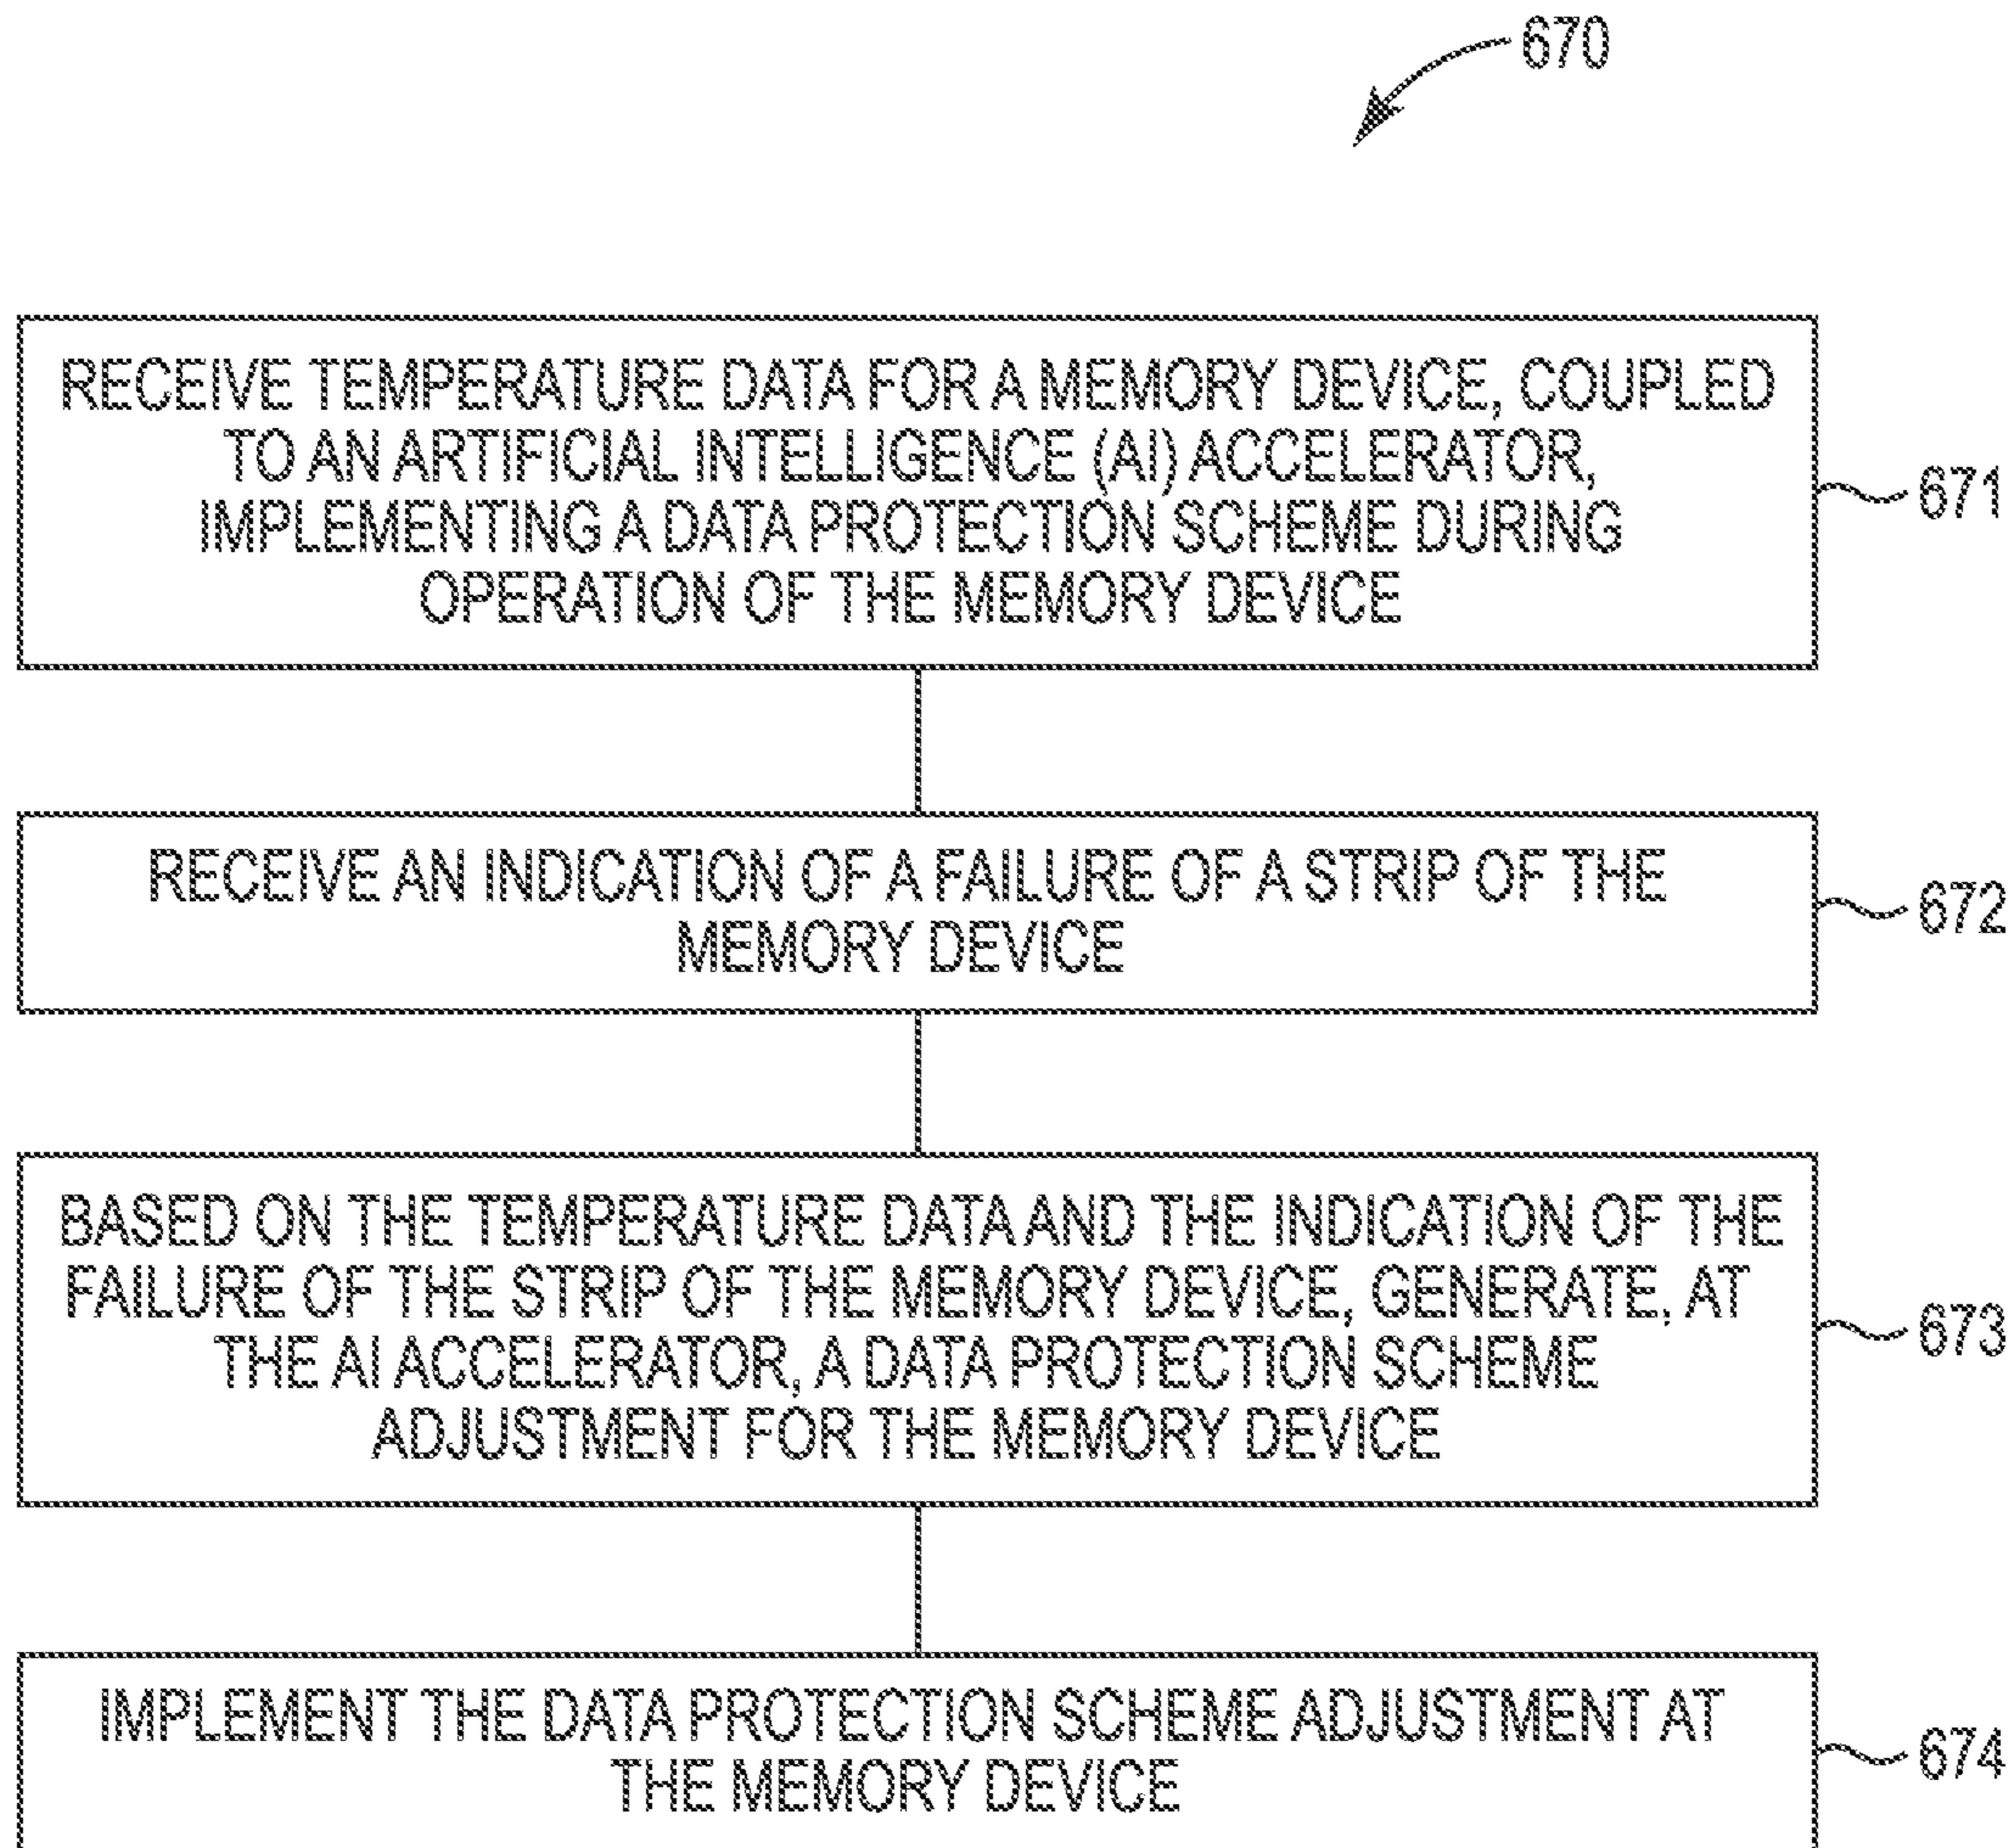 670
RECEIVE TEMPERATURE DATA FOR A MEMORY DEVICE, COUPLED
TO AN ARTIFICIAL INTELLIGENCE (AI) ACCELERATOR,
IMPLEMENTING A DATA PROTECTION SCHEME DURING
OPERATION OF THE MEMORY DEVICE
671
RECEIVE AN INDICATION OF A FAILURE OF A STRIP OF THE
MEMORY DEVICE
672
BASED ON THE TEMPERATURE DATA AND THE INDICATION OF THE
FAILURE OF THE STRIP OF THE MEMORY DEVICE, GENERATE, AT
THE AI ACCELERATOR, A DATA PROTECTION SCHEME
ADJUSTMENT FOR THE MEMORY DEVICE
673
IMPLEMENT THE DATA PROTECTION SCHEME ADJUSTMENT AT
THE MEMORY DEVICE
674